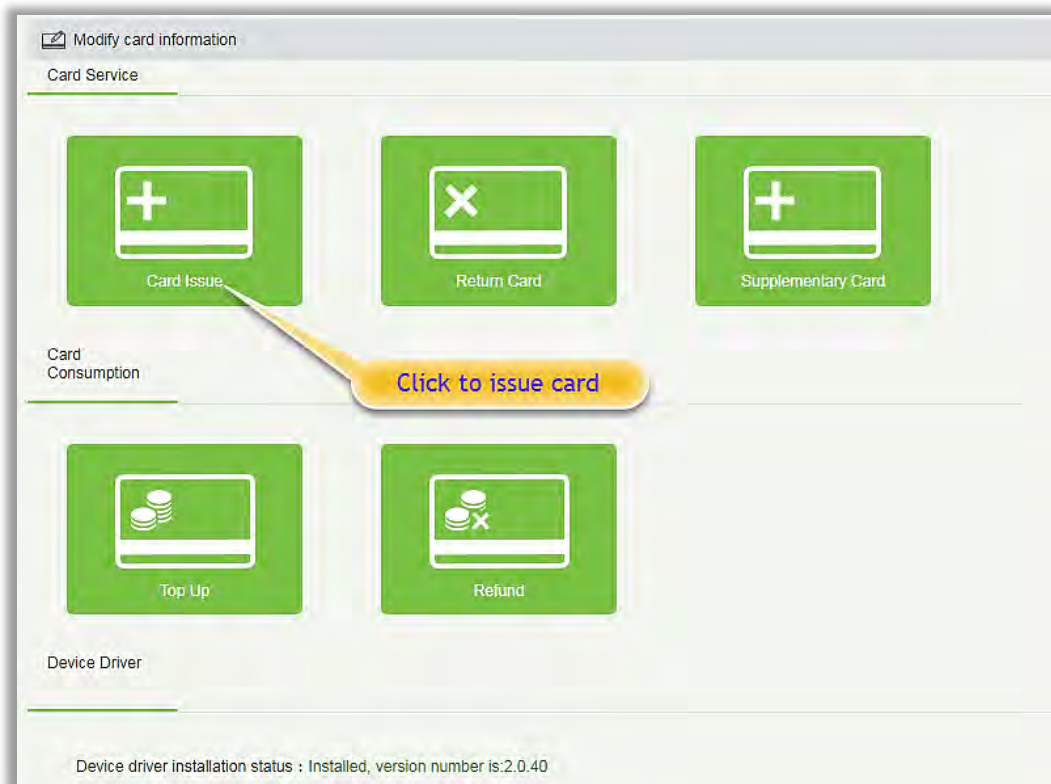 Modify card information
Card Service
Card Issue
Return Card
Supplementary Card
Card
Consumption
Click to issue card
Top Up
Refund
Device Driver
Device driver installation status : Installed, version number is:2.0.40